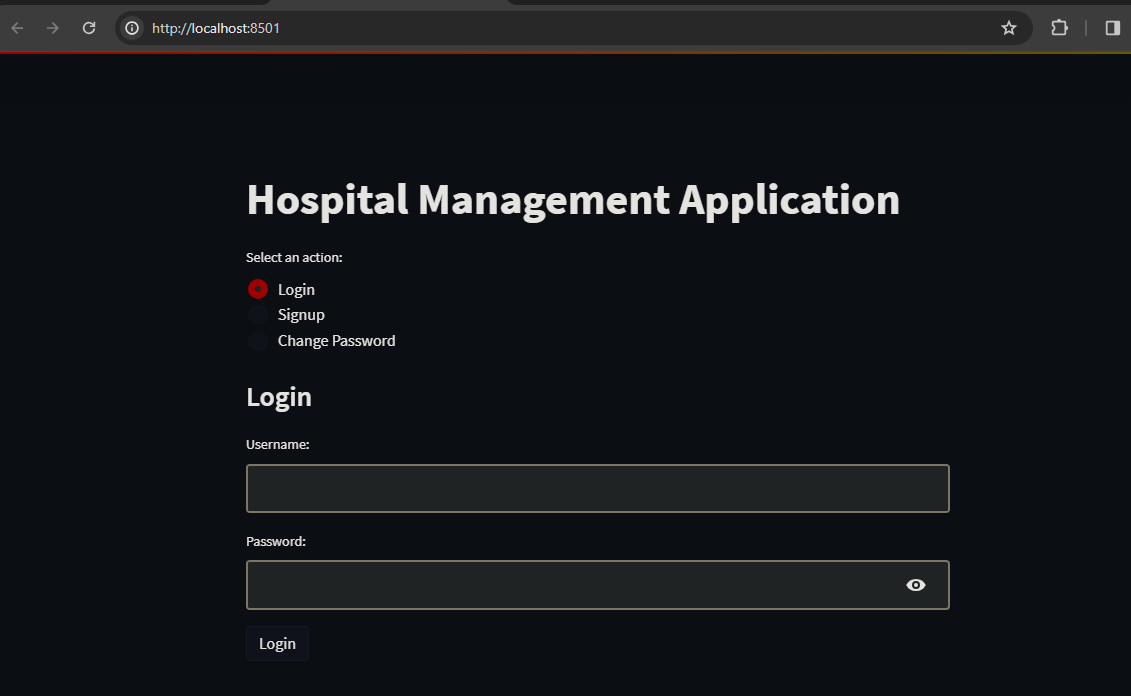 http://localhost:8501
Hospital Management Application
Select an action:
Login
Signup
Change Password
Login
Username:
Password:
Login